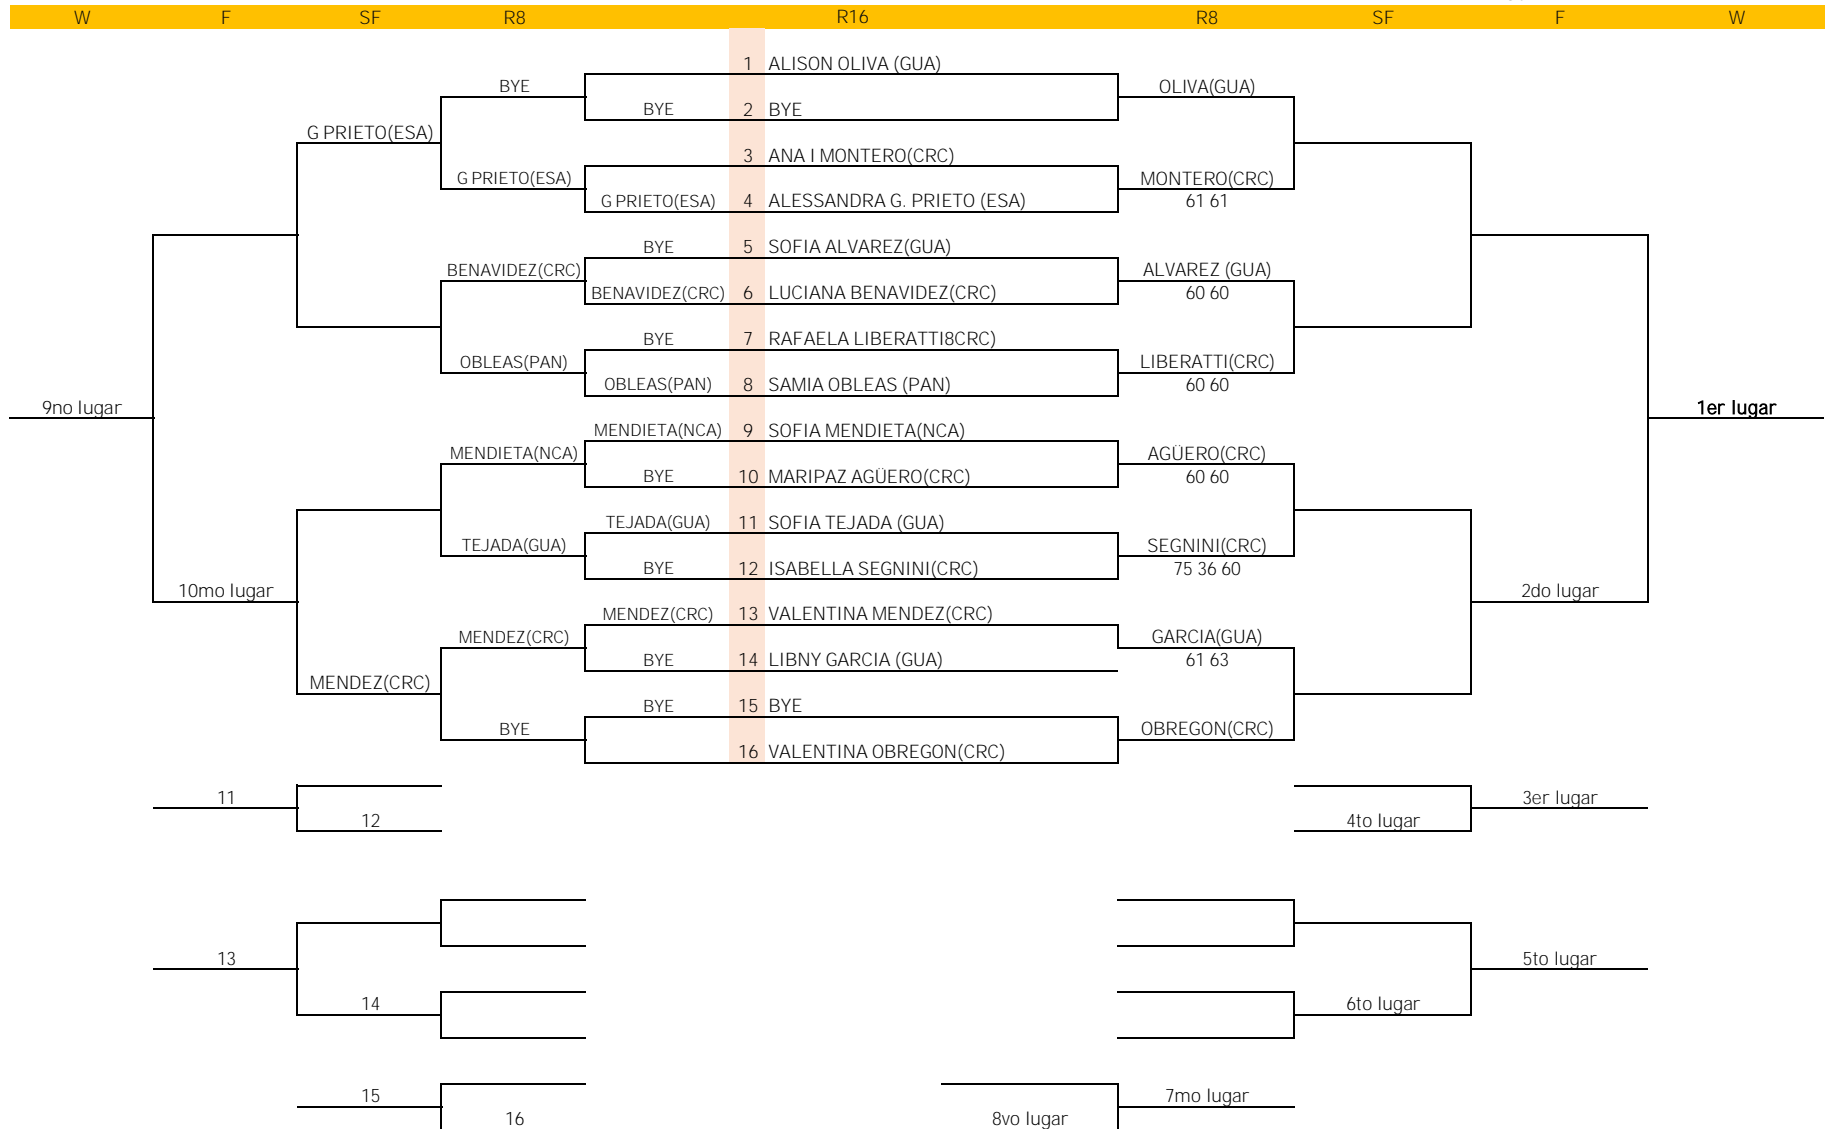 W F SF R8 R16 R8 SF F W
1 ALISON OLIVA (GUA)
BYE OLIVA(GUA)
BYE 2 BYE
G PRIETO(ESA)
3 ANA I MONTERO(CRC)
G PRIETO(ESA) MONTERO(CRC)
G PRIETO(ESA) 4 ALESSANDRA G. PRIETO (ESA) 61 61
BYE 5 SOFIA ALVAREZ(GUA)
BENAVIDEZ(CRC) ALVAREZ (GUA)
BENAVIDEZ(CRC) 6 LUCIANA BENAVIDEZ(CRC) 60 60
BYE 7 RAFAELA LIBERATTI8CRC)
OBLEAS(PAN) LIBERATTI(CRC)
OBLEAS(PAN) 8 SAMIA OBLEAS (PAN) 60 60
9no lugar 1er lugar
MENDIETA(NCA) 9 SOFIA MENDIETA(NCA)
MENDIETA(NCA) AGÜERO(CRC)
BYE 10 MARIPAZ AGÜERO(CRC) 60 60
TEJADA(GUA) 11 SOFIA TEJADA (GUA)
TEJADA(GUA) SEGNINI(CRC)
BYE 12 ISABELLA SEGNINI(CRC) 75 36 60
10mo lugar 2do lugar
MENDEZ(CRC) 13 VALENTINA MENDEZ(CRC)
MENDEZ(CRC) GARCIA(GUA)
BYE 14 LIBNY GARCIA (GUA) 61 63
MENDEZ(CRC)
BYE 15 BYE
BYE OBREGON(CRC)
16 VALENTINA OBREGON(CRC)
11 3er lugar
12 4to lugar
13 5to lugar
14 6to lugar
15 7mo lugar
16 8vo lugar